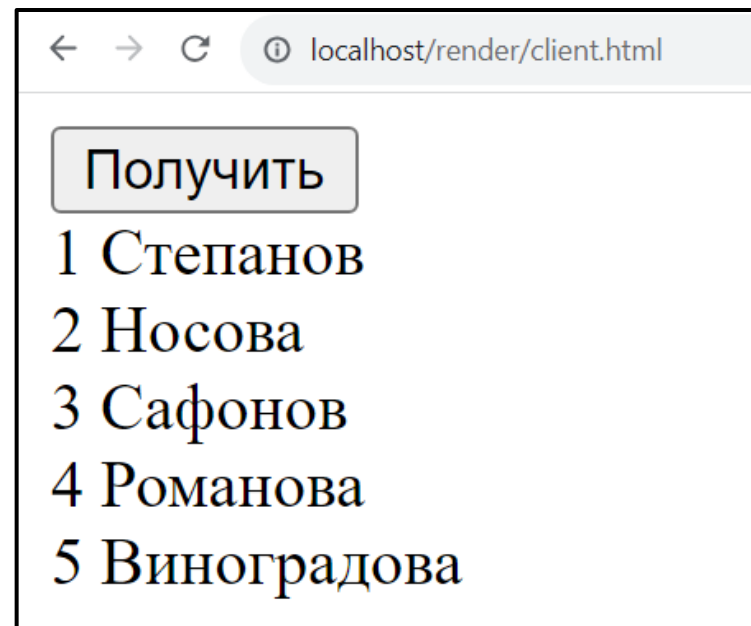 localhost/render/client.html
Получить
1 Степанов
2 Носова
3 Сафонов
4 Романова
5 Виноградова